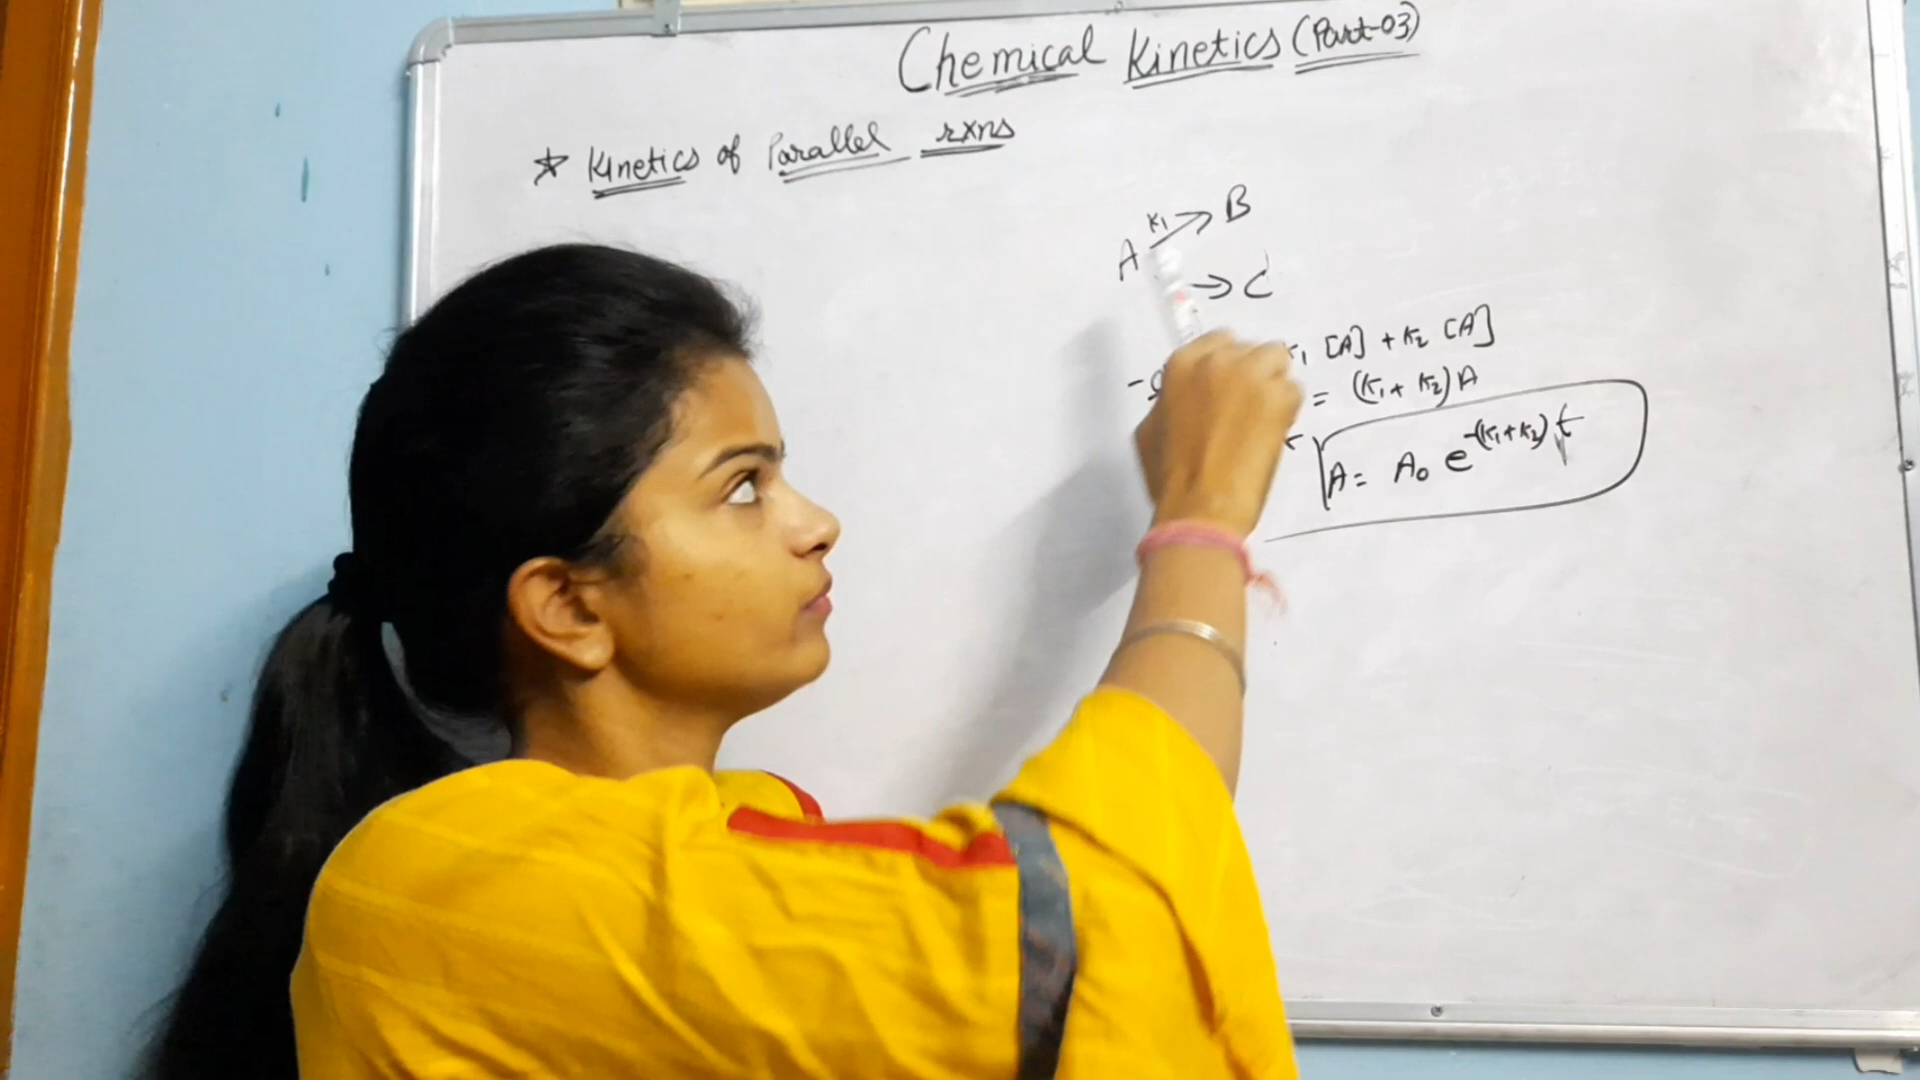 Chemical Kinetics (Part-03)
* Kinetics of Parallel rxns
K1 → B
A
→ C
K1 [A] + K2 [A]
= (K1 + K2) A
A = A0 e^-(K1+K2)t